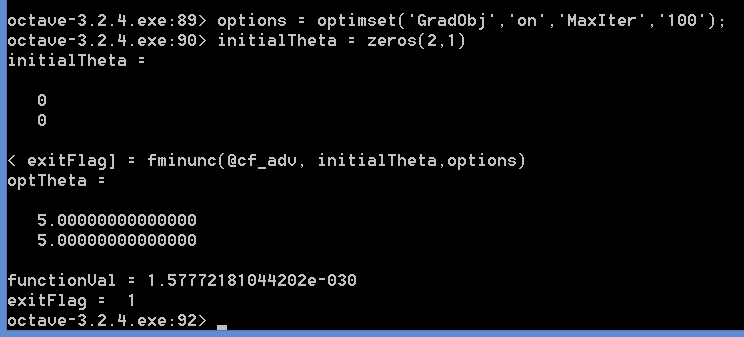 octave-3.2.4.exe:89> options = optimset('GradObj','on','MaxIter','100');
octave-3.2.4.exe:90> initialTheta = zeros(2,1)
initialTheta =
0
0
< exitFlag] = fminunc(@cf_adv, initialTheta,options)
optTheta =
5.00000000000000
5.00000000000000
functionVal = 1.57772181044202e-030
exitFlag = 1
octave-3.2.4.exe:92> _